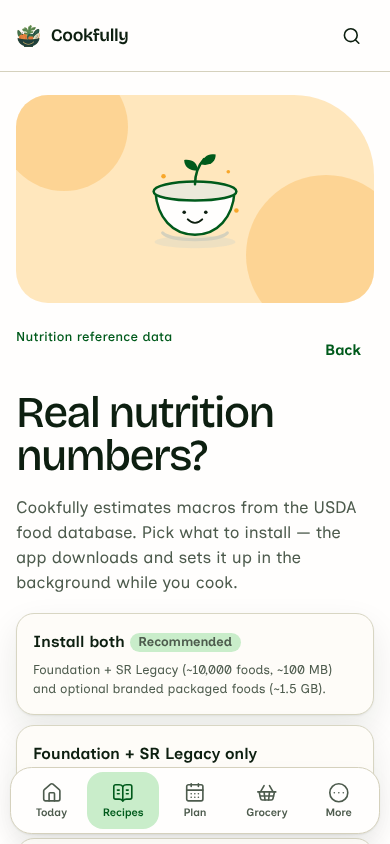 Cookfully
Nutrition reference data
Back
Real nutrition
numbers?
Cookfully estimates macros from the USDA
food database. Pick what to install — the
app downloads and sets it up in the
background while you cook.
Install both Recommended
Foundation + SR Legacy (~10,000 foods, ~100 MB)
and optional branded packaged foods (~1.5 GB).
Foundation + SR Legacy only
Today
Recipes
Plan
Grocery
More